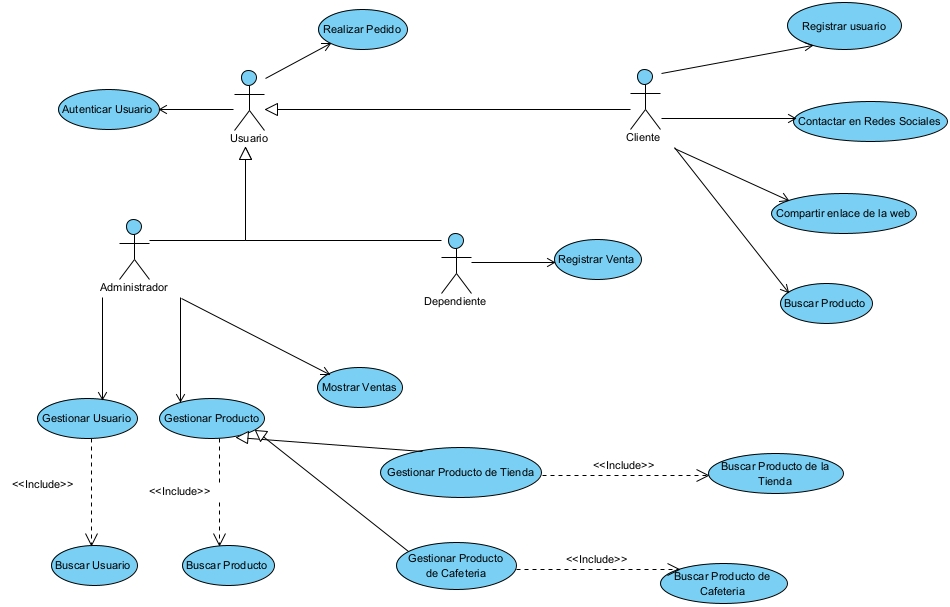 Realizar Pedido
Registrar usuario
Autenticar Usuario
Usuario
Cliente
Contactar en Redes Sociales
Compartir enlace de la web
Administrador
Dependiente
Registrar Venta
Buscar Producto
Mostrar Ventas
Gestionar Usuario
Gestionar Producto
Gestionar Producto de Tienda
<<Include>>
Buscar Producto de la
Tienda
<<Include>>
<<Include>>
Buscar Usuario
Buscar Producto
Gestionar Producto
de Cafeteria
<<Include>>
Buscar Producto de
Cafeteria